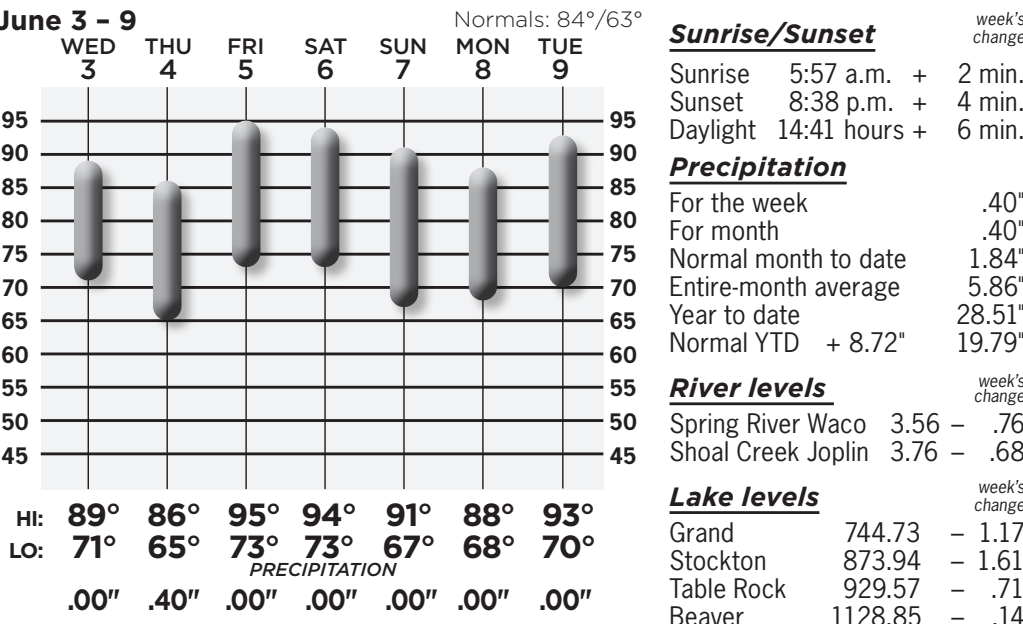 June 3 – 9 Normals: 84°/63°
WED THU FRI SAT SUN MON TUE
3 4 5 6 7 8 9
95 95
90 90
85 85
80 80
75 75
70 70
65 65
60 60
55 55
50 50
45 45
HI: 89° 86° 95° 94° 91° 88° 93°
LO: 71° 65° 73° 73° 67° 68° 70°
PRECIPITATION
.00" .40" .00" .00" .00" .00" .00"
Sunrise/Sunset week's change
Sunrise 5:57 a.m. + 2 min.
Sunset 8:38 p.m. + 4 min.
Daylight 14:41 hours + 6 min.
Precipitation
For the week .40"
For month .40"
Normal month to date 1.84"
Entire-month average 5.86"
Year to date 28.51"
Normal YTD + 8.72" 19.79"
River levels week's change
Spring River Waco 3.56 – .76
Shoal Creek Joplin 3.76 – .68
Lake levels week's change
Grand 744.73 – 1.17
Stockton 873.94 – 1.61
Table Rock 929.57 – .71
Beaver 1128.85 – .14